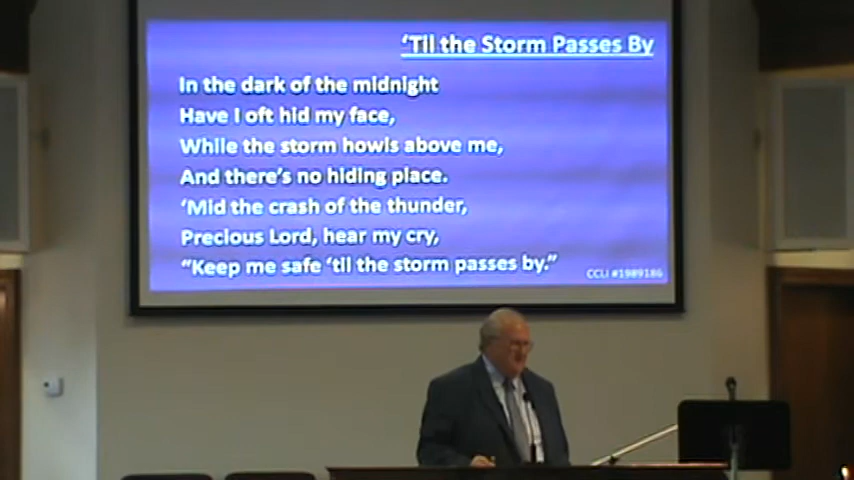 ‘Til the Storm Passes By
In the dark of the midnight
Have I oft hid my face,
While the storm howls above me,
And there’s no hiding place.
‘Mid the crash of the thunder,
Precious Lord, hear my cry,
“Keep me safe ‘til the storm passes by.”
CCLI #1989186